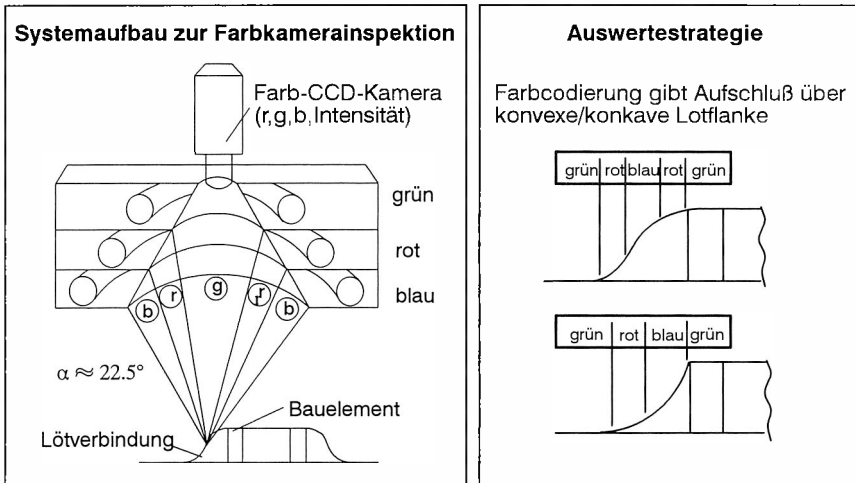 Systemaufbau zur Farbkamerainspektion
Farb-CCD-Kamera
(r,g,b,Intensität)
grün
rot
blau
b r g r b
α ≈ 22.5°
Bauelement
Lötverbindung
Auswertestrategie
Farbcodierung gibt Aufschluß über
konvexe/konkave Lotflanke
grün rot blau rot grün
grün rot blau grün